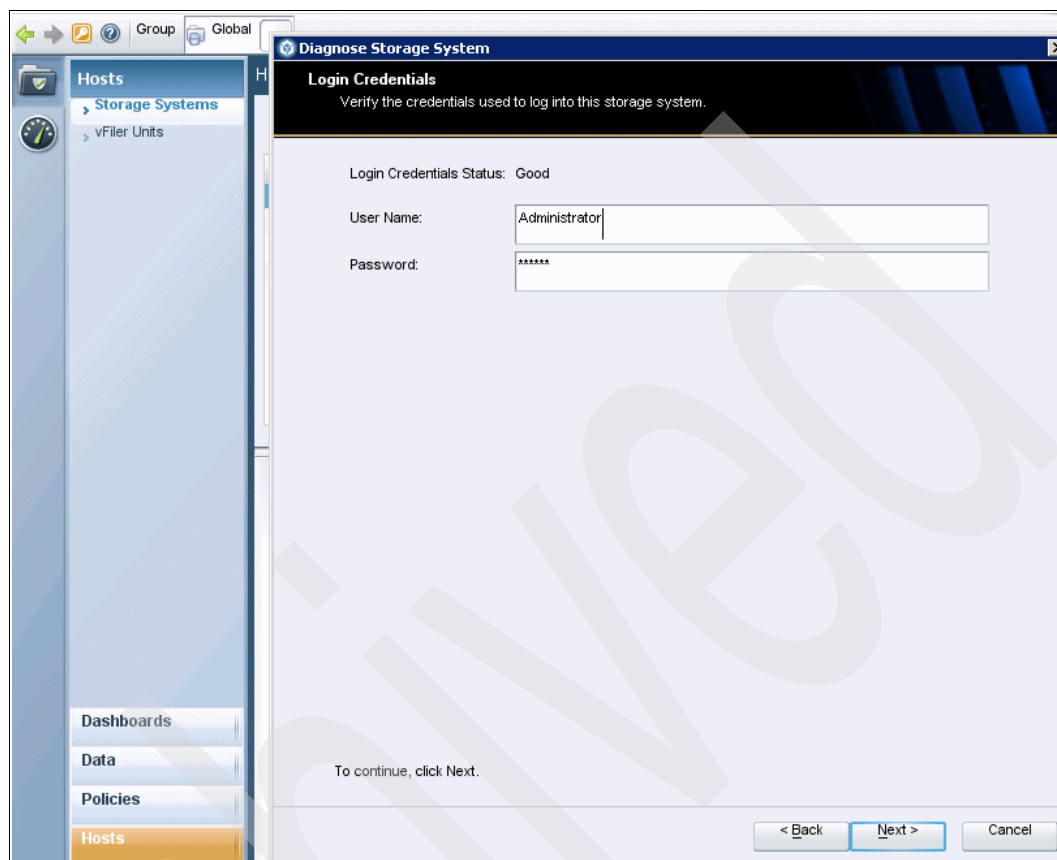 Group Global
Diagnose Storage System
Hosts
H
Storage Systems
vFiler Units
Login Credentials
Verify the credentials used to log into this storage system.
Login Credentials Status: Good
User Name: Administrator
Password: ******
To continue, click Next.
Dashboards
Data
Policies
Hosts
< Back Next > Cancel
hived